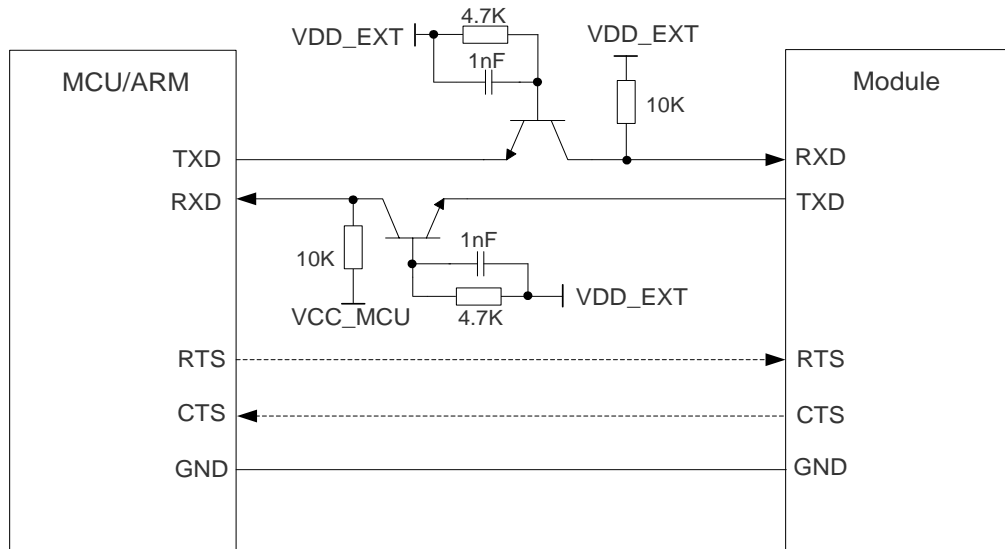 4.7K
VDD_EXT
VDD_EXT
1nF
MCU/ARM
Module
10K
TXD
RXD
RXD
TXD
1nF
10K
VDD_EXT
VCC_MCU
4.7K
RTS
RTS
CTS
CTS
GND
GND